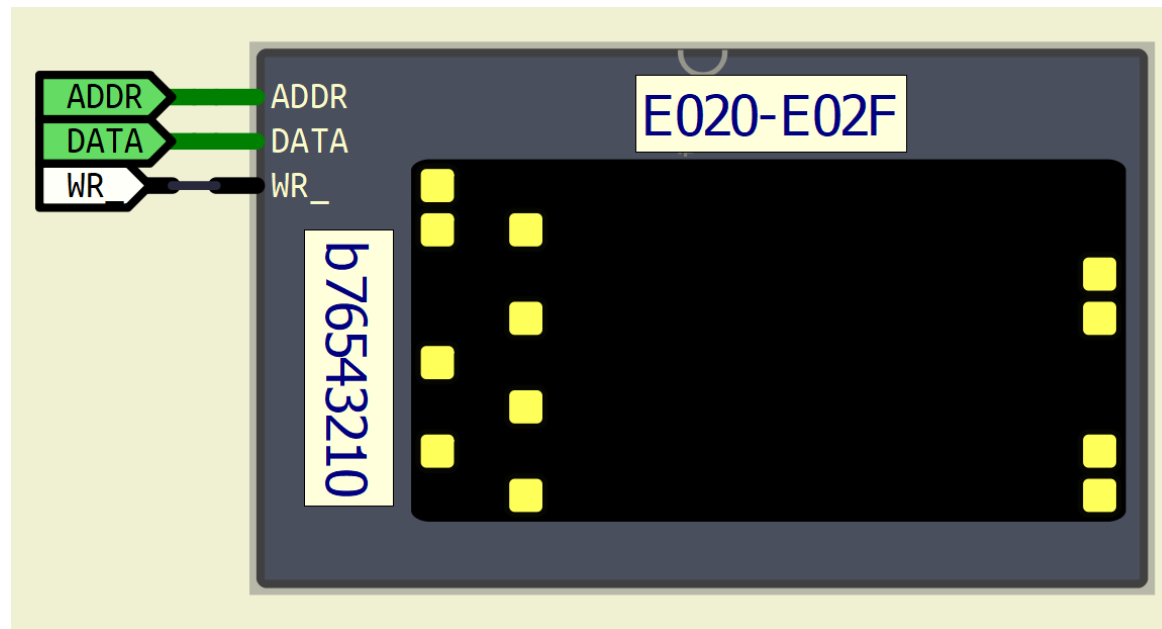 ADDR
DATA
WR_
ADDR
DATA
WR_
E020-E02F
b76543210